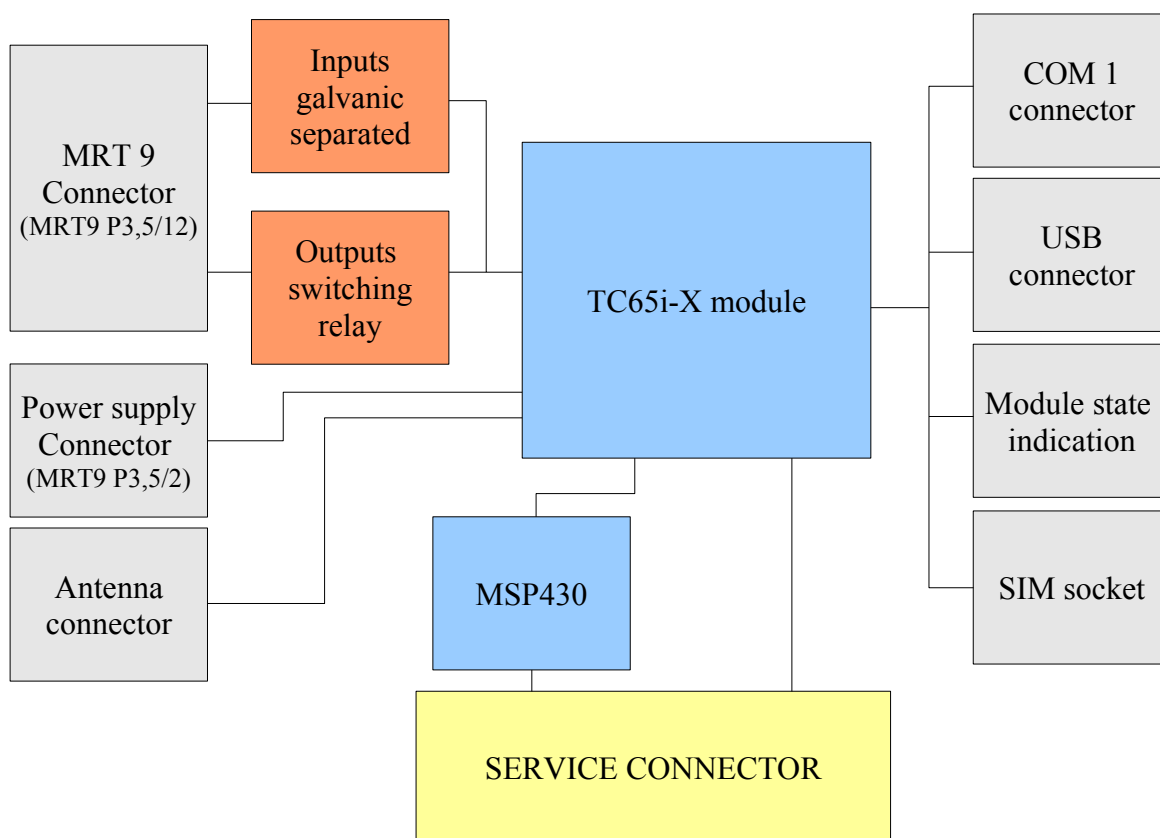 Inputs
galvanic
separated
COM 1
connector
MRT 9
Connector
(MRT9 P3,5/12)
Outputs
switching
relay
TC65i-X module
USB
connector
Power supply
Connector
(MRT9 P3,5/2)
Module state
indication
Antenna
connector
MSP430
SIM socket
SERVICE CONNECTOR